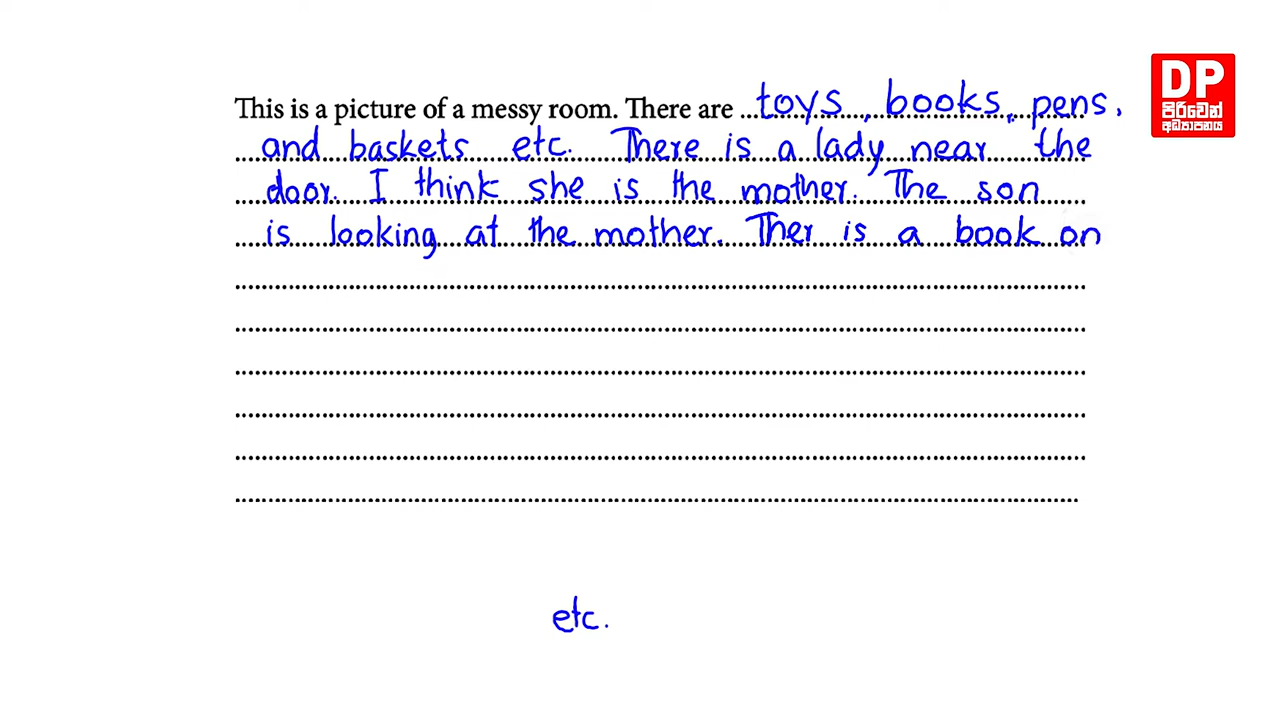 DP
පිරිවෙන්
අධ්‍යාපනය
This is a picture of a messy room. There are toys, books, pens,
and baskets etc. There is a lady near the
door. I think she is the mother. The son
is looking at the mother. Ther is a book on
etc.